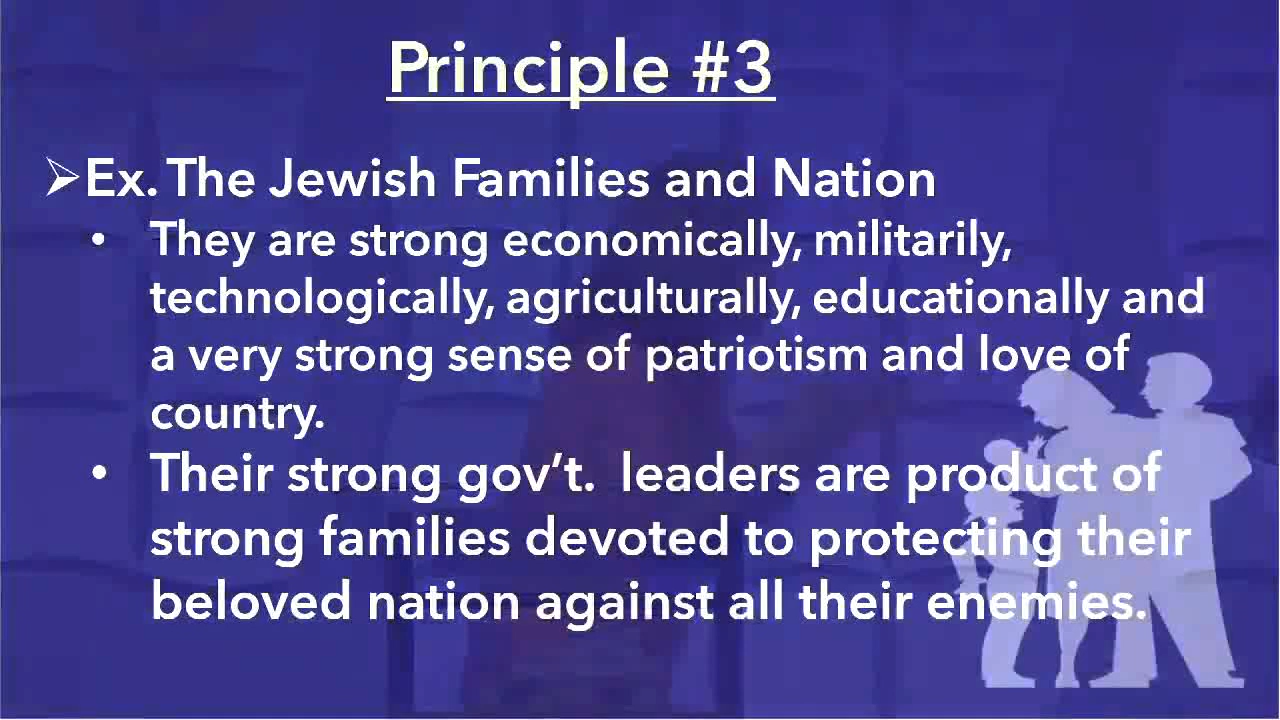 Principle #3
➢Ex. The Jewish Families and Nation
• They are strong economically, militarily,
technologically, agriculturally, educationally and
a very strong sense of patriotism and love of
country.
• Their strong gov’t. leaders are product of
strong families devoted to protecting their
beloved nation against all their enemies.